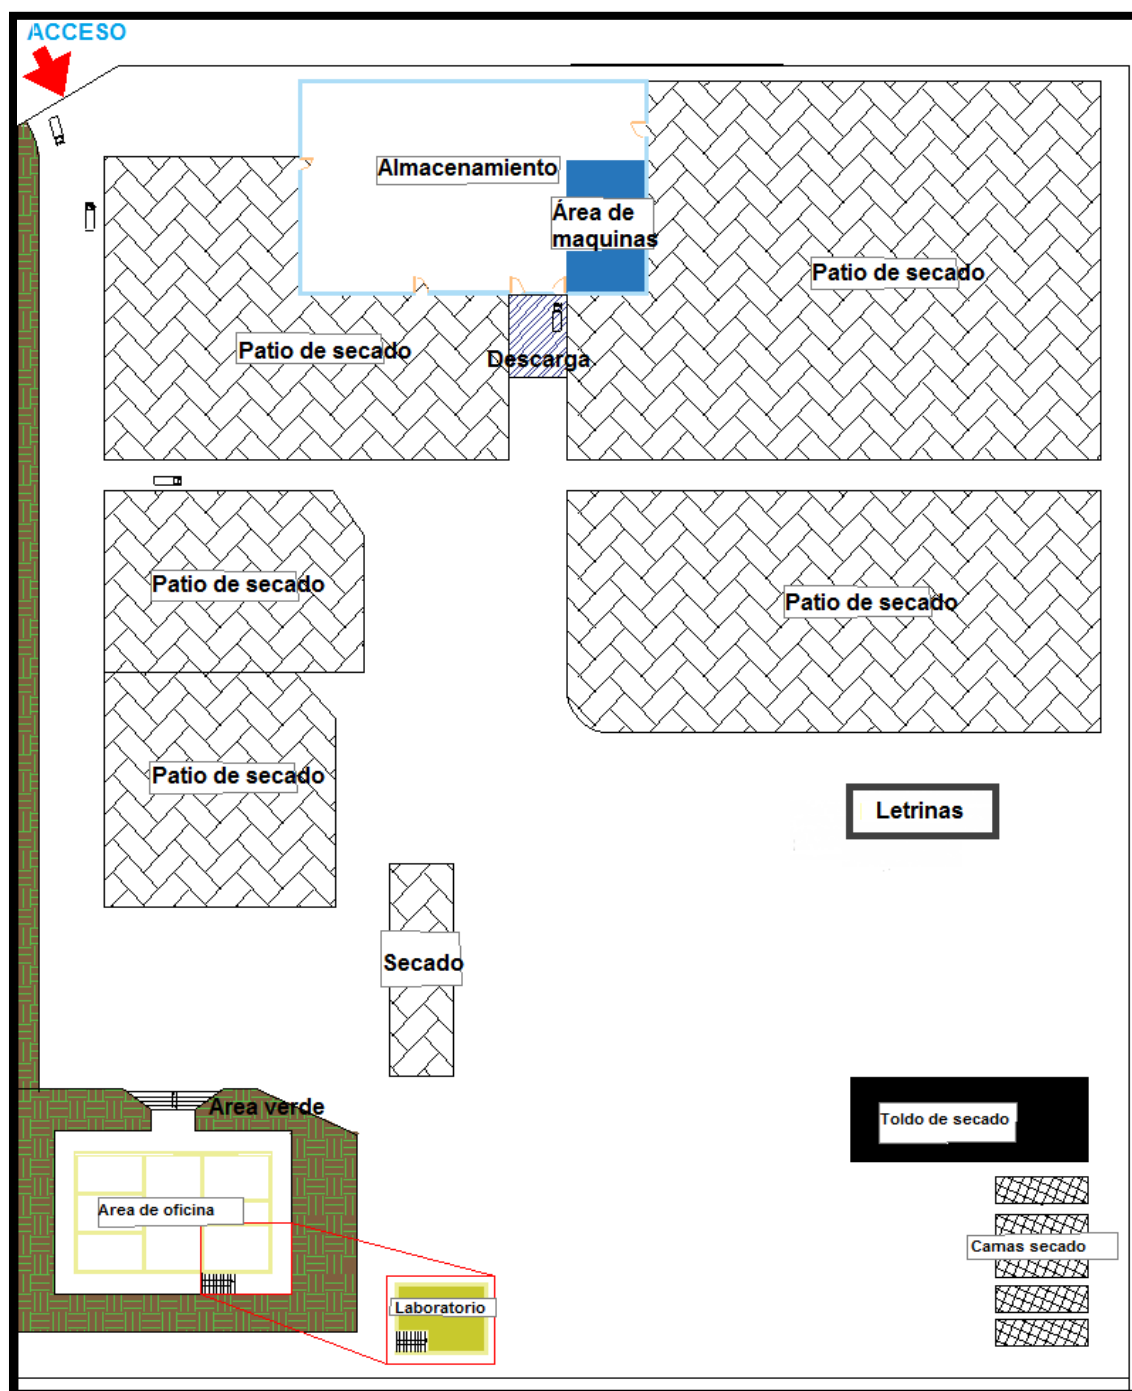 ACCESO
Almacenamiento
Área de
maquinas
Patio de secado
Patio de secado
Descarga
Patio de secado
Patio de secado
Patio de secado
Letrinas
Secado
Area verde
Toldo de secado
Area de oficina
Camas secado
Laboratorio